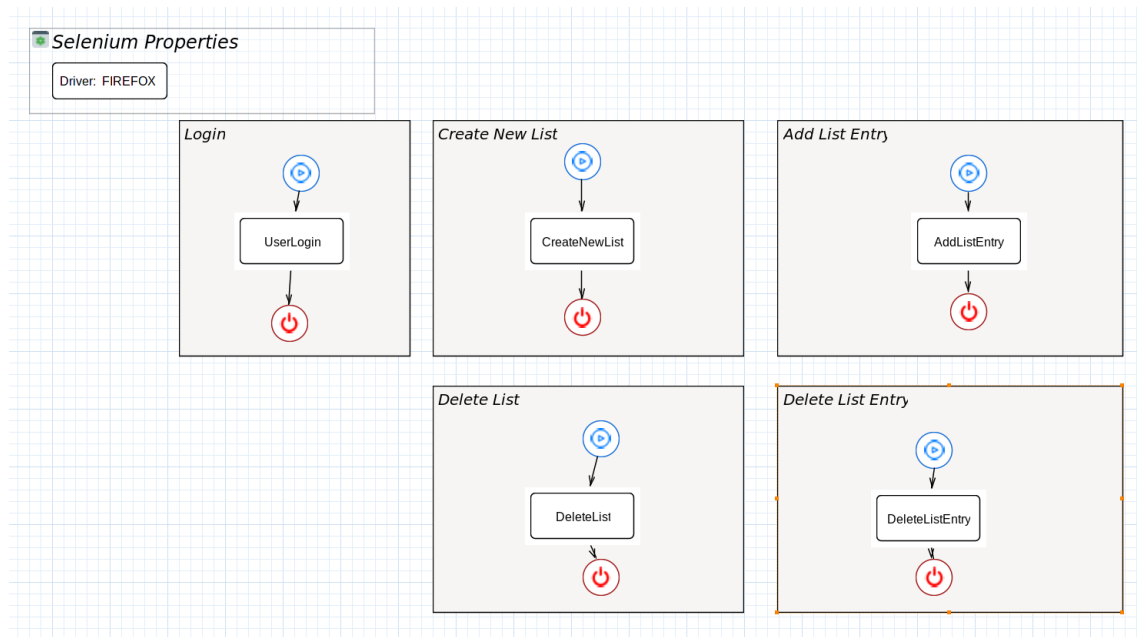 Selenium Properties
Driver: FIREFOX
Login
Create New List
Add List Entry
UserLogin
CreateNewList
AddListEntry
Delete List
Delete List Entry
DeleteList
DeleteListEntry